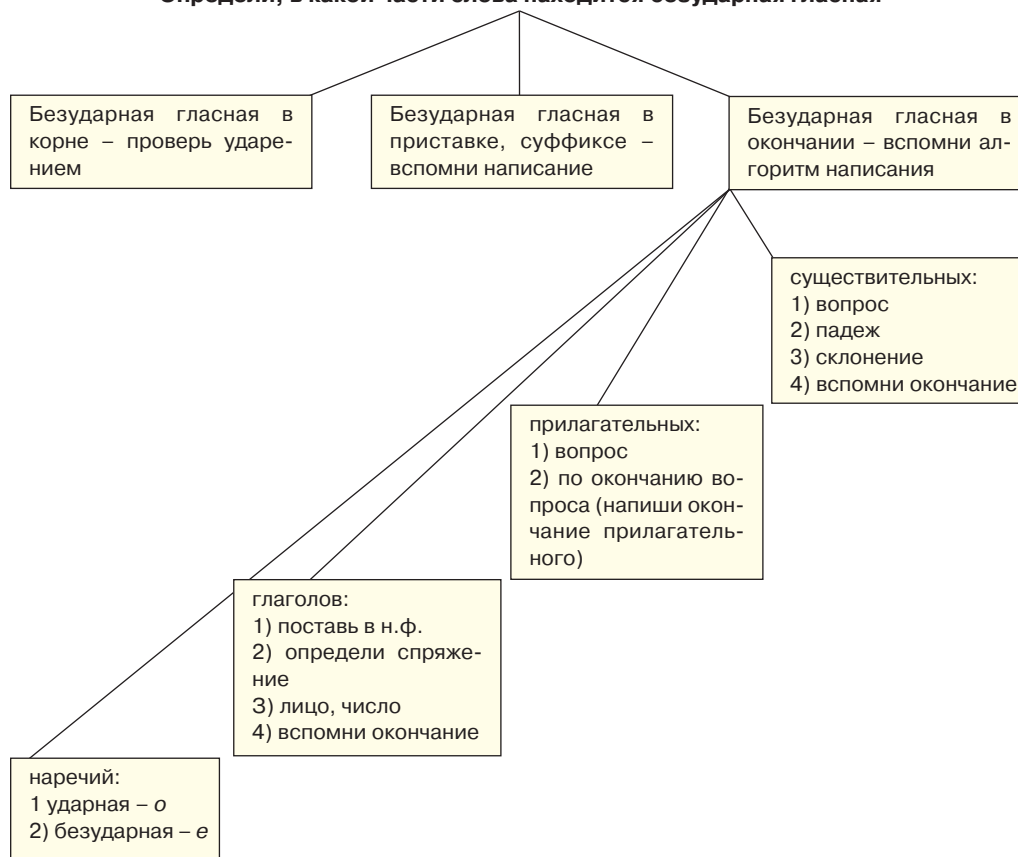 Определи, в какой части слова находится безударная гласная
Безударная гласная в
корне – проверь ударе-
нием
Безударная гласная в
приставке, суффиксе –
вспомни написание
Безударная гласная в
окончании – вспомни ал-
горитм написания
существительных:
1) вопрос
2) падеж
3) склонение
4) вспомни окончание
прилагательных:
1) вопрос
2) по окончанию во-
проса (напиши окон-
чание прилагатель-
ного)
глаголов:
1) поставь в н.ф.
2) определи спряже-
ние
3) лицо, число
4) вспомни окончание
наречий:
1 ударная – о
2) безударная – е